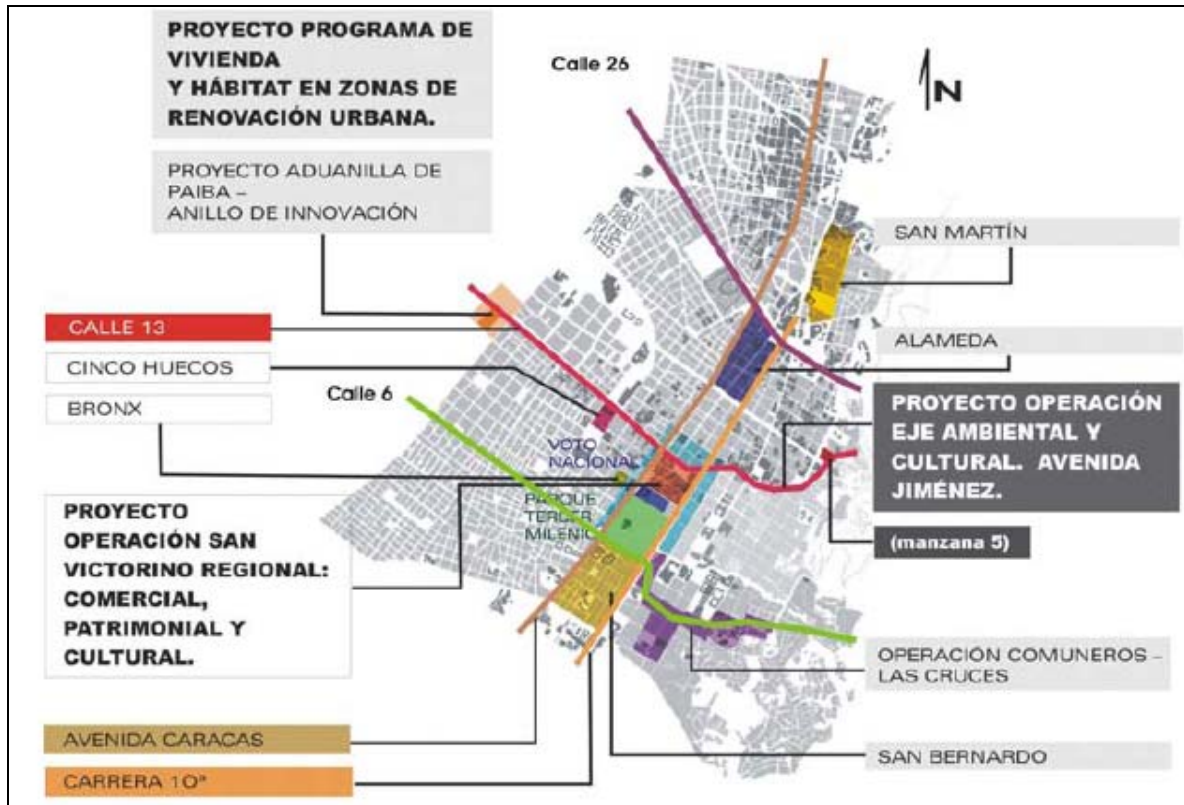 PROYECTO PROGRAMA DE
VIVIENDA
Y HÁBITAT EN ZONAS DE
RENOVACIÓN URBANA.
PROYECTO ADUANILLA DE
PAIBA –
ANILLO DE INNOVACIÓN
CALLE 13
CINCO HUECOS
BRONX
PROYECTO
OPERACIÓN SAN
VICTORINO REGIONAL:
COMERCIAL,
PATRIMONIAL Y
CULTURAL.
AVENIDA CARACAS
CARRERA 10ª
Calle 26
Calle 6
VOTO
NACIONAL
PARQUE
TERCER
MILENIO
N
SAN MARTÍN
ALAMEDA
PROYECTO OPERACIÓN
EJE AMBIENTAL Y
CULTURAL. AVENIDA
JIMÉNEZ.
(manzana 5)
OPERACIÓN COMUNEROS –
LAS CRUCES
SAN BERNARDO